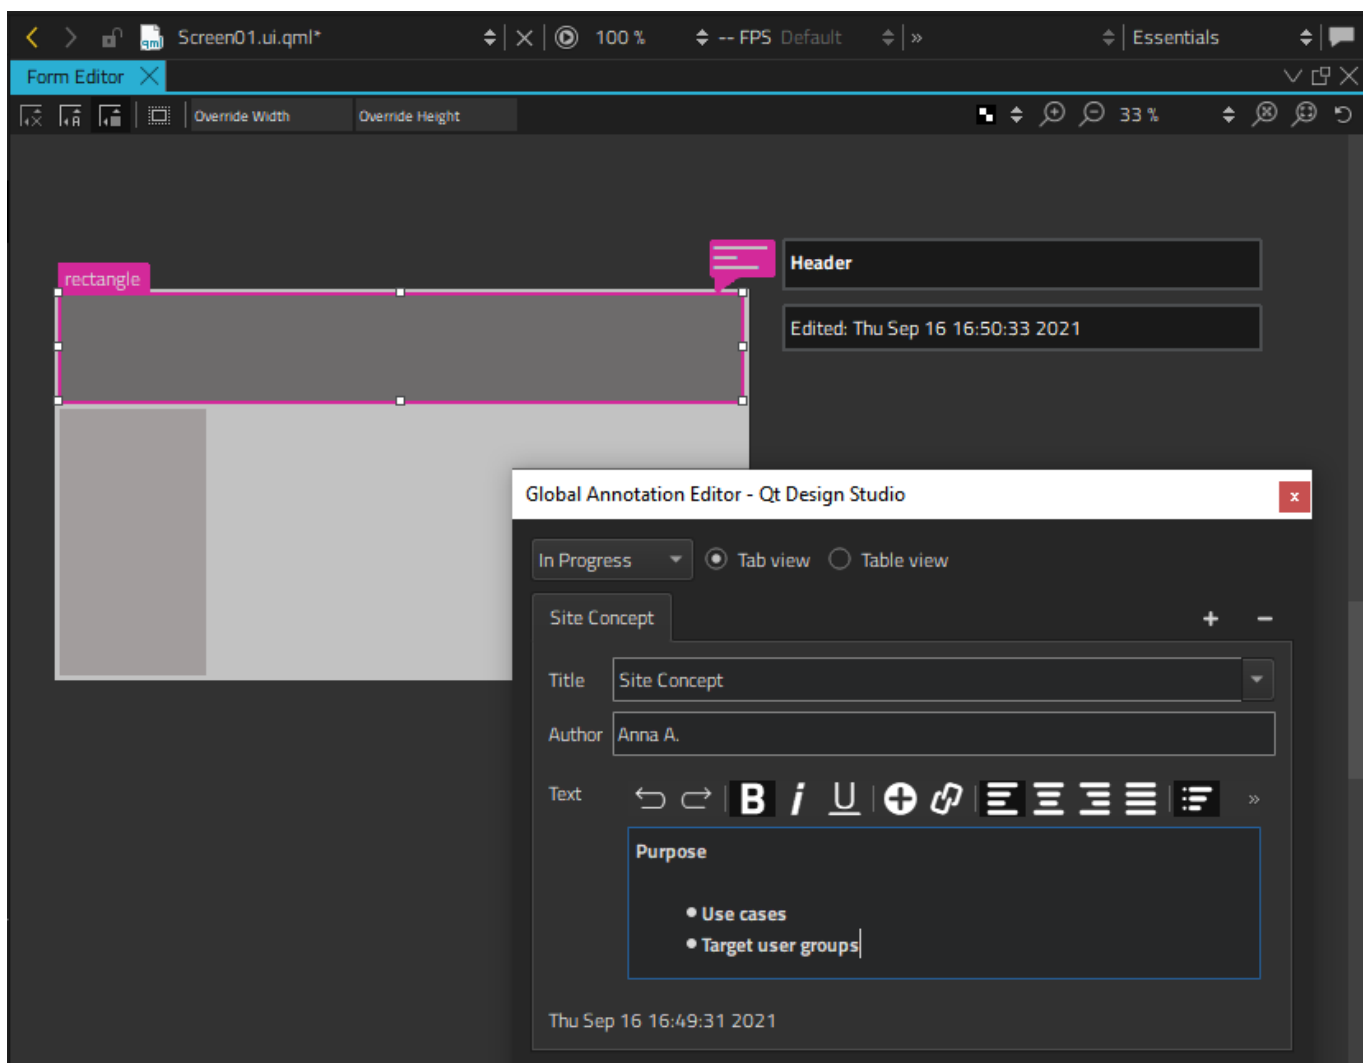 qml Screen01.ui.qml* 100 % -- FPS Default » Essentials
Form Editor
A Override Width Override Height 33 %
Header
rectangle
Edited: Thu Sep 16 16:50:33 2021
Global Annotation Editor - Qt Design Studio
x
In Progress Tab view Table view
Site Concept + −
Title Site Concept
Author Anna A.
Text B i U »
Purpose
• Use cases
• Target user groups
Thu Sep 16 16:49:31 2021